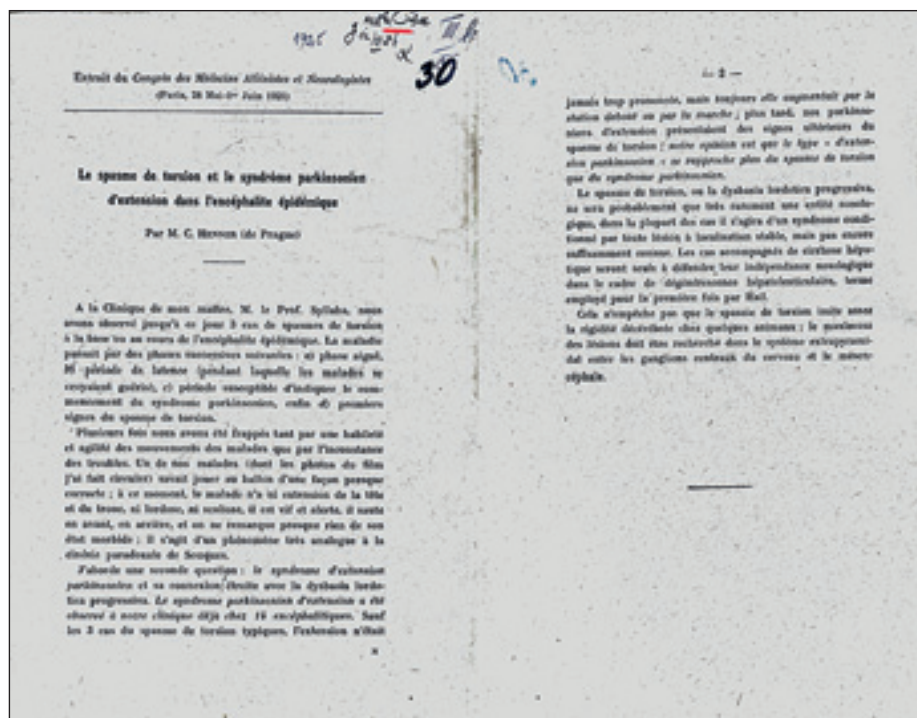 1925
30
Extrait du Congrès des Médecins Aliénistes et Neurologistes
(Paris, 28 Mai-1er Juin 1925)
Le spasme de torsion et le syndrome parkinsonien
d'extension dans l'encéphalite épidémique
Par M. C. HENNER (de Prague)
A la Clinique de mon maître, M. le Prof. Syllaba, nous
avons observé jusqu'à ce jour 3 cas de spasmes de torsion
à la base ou au cours de l'encéphalite épidémique. La maladie
passait par des phases successives suivantes : a) phase aiguë,
b) période de latence (pendant laquelle les malades se
croyaient guéris), c) période susceptible d'indiquer le com-
mencement du syndrome parkinsonien, enfin d) premiers
signes du spasme de torsion.
Plusieurs fois nous avons été frappés tant par une habileté
et agilité des mouvements des malades que par l'inconstance
des troubles. Un de nos malades (dont les photos du film
j'ai fait circuler) savait jouer au ballon d'une façon presque
correcte ; à ce moment, le malade n'a ni extension de la tête
et du tronc, ni lordose, ni scoliose, il est vif et alerte, il saute
en avant, en arrière, et on ne remarque presque rien de son
état morbide ; il s'agit d'un phénomène très analogue à la
cinésie paradoxale de Souques.
J'aborde une seconde question : le syndrome d'extension
parkinsonien et sa connexion étroite avec la dysbasia lordo-
tica progressiva. Le syndrome parkinsonien d'extension a été
observé à notre clinique déjà chez 16 encéphalitiques. Sauf
les 3 cas du spasme de torsion typiques, l'extension n'était
— 2 —
jamais trop prononcée, mais toujours elle augmentait par la
station debout ou par la marche ; plus tard, nos parkinso-
niens d'extension présentaient des signes ultérieurs du
spasme de torsion ; notre opinion est que le type « d'exten-
sion parkinsonien » se rapproche plus du spasme de torsion
que du syndrome parkinsonien.
Le spasme de torsion, ou la dysbasia lordotica progressiva,
ne sera probablement que très rarement une entité nosolo-
gique, dans la plupart des cas il s'agira d'un syndrome condi-
tionné par toute lésion à localisation stable, mais pas encore
suffisamment connue. Les cas accompagnés de cirrhose hépa-
tique seront seuls à défendre leur indépendance nosologique
dans le cadre de dégénérescence hépatolenticulaire, terme
employé pour la première fois par Hall.
Cela n'empêche pas que le spasme de torsion imite assez
la rigidité décérébrée chez quelques animaux ; le maximum
des lésions doit être recherché dans le système extrapyrami-
dal entre les ganglions centraux du cerveau et le mésen-
céphale.